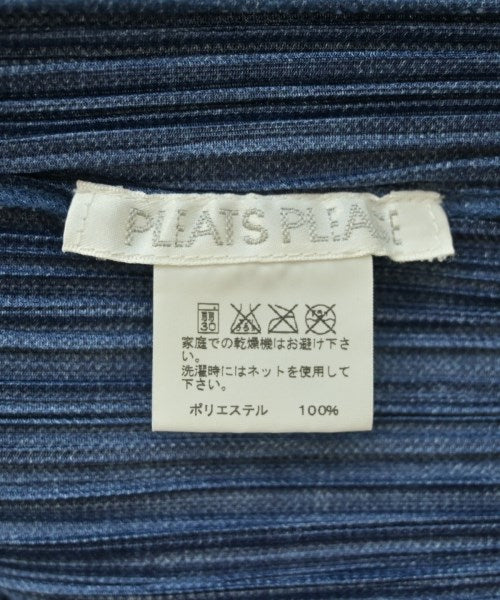 PLEATS PLEASE
30
家庭での乾燥機はお避け下さ
い。
洗濯時にはネットを使用して
下さい。
ポリエステル 100%